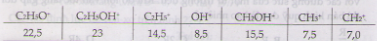 C₂H₅O⁺ C₂H₅OH⁺ C₂H₅⁺ OH⁺ CH₃OH⁺ CH₃⁺ CH₂⁺
22,5 23 14,5 8,5 15,5 7,5 7,0